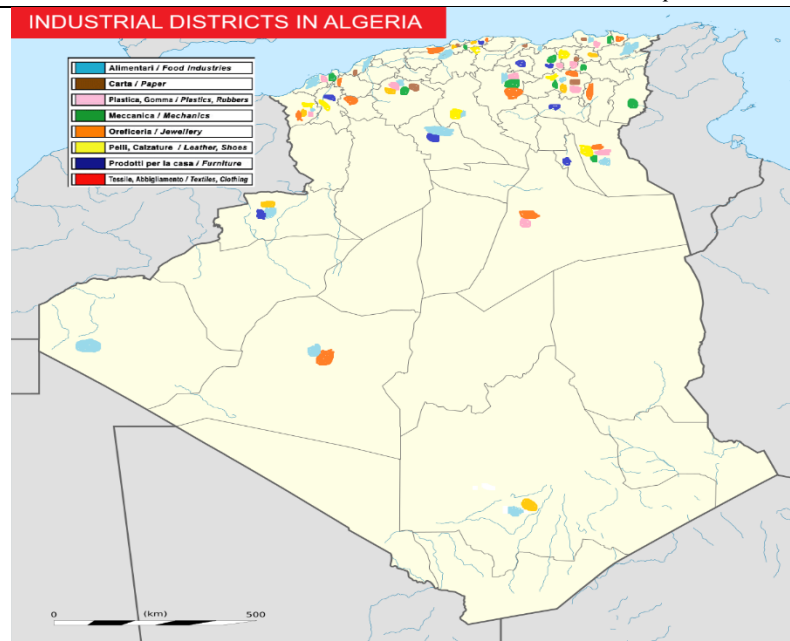 INDUSTRIAL DISTRICTS IN ALGERIA
Alimentari / Food Industries
Carta / Paper
Plastica, Gomma / Plastics, Rubbers
Meccanica / Mechanics
Oreficeria / Jewellery
Pelli, Calzature / Leather, Shoes
Prodotti per la casa / Furniture
Tessile, Abbigliamento / Textiles, Clothing
0 (km) 500